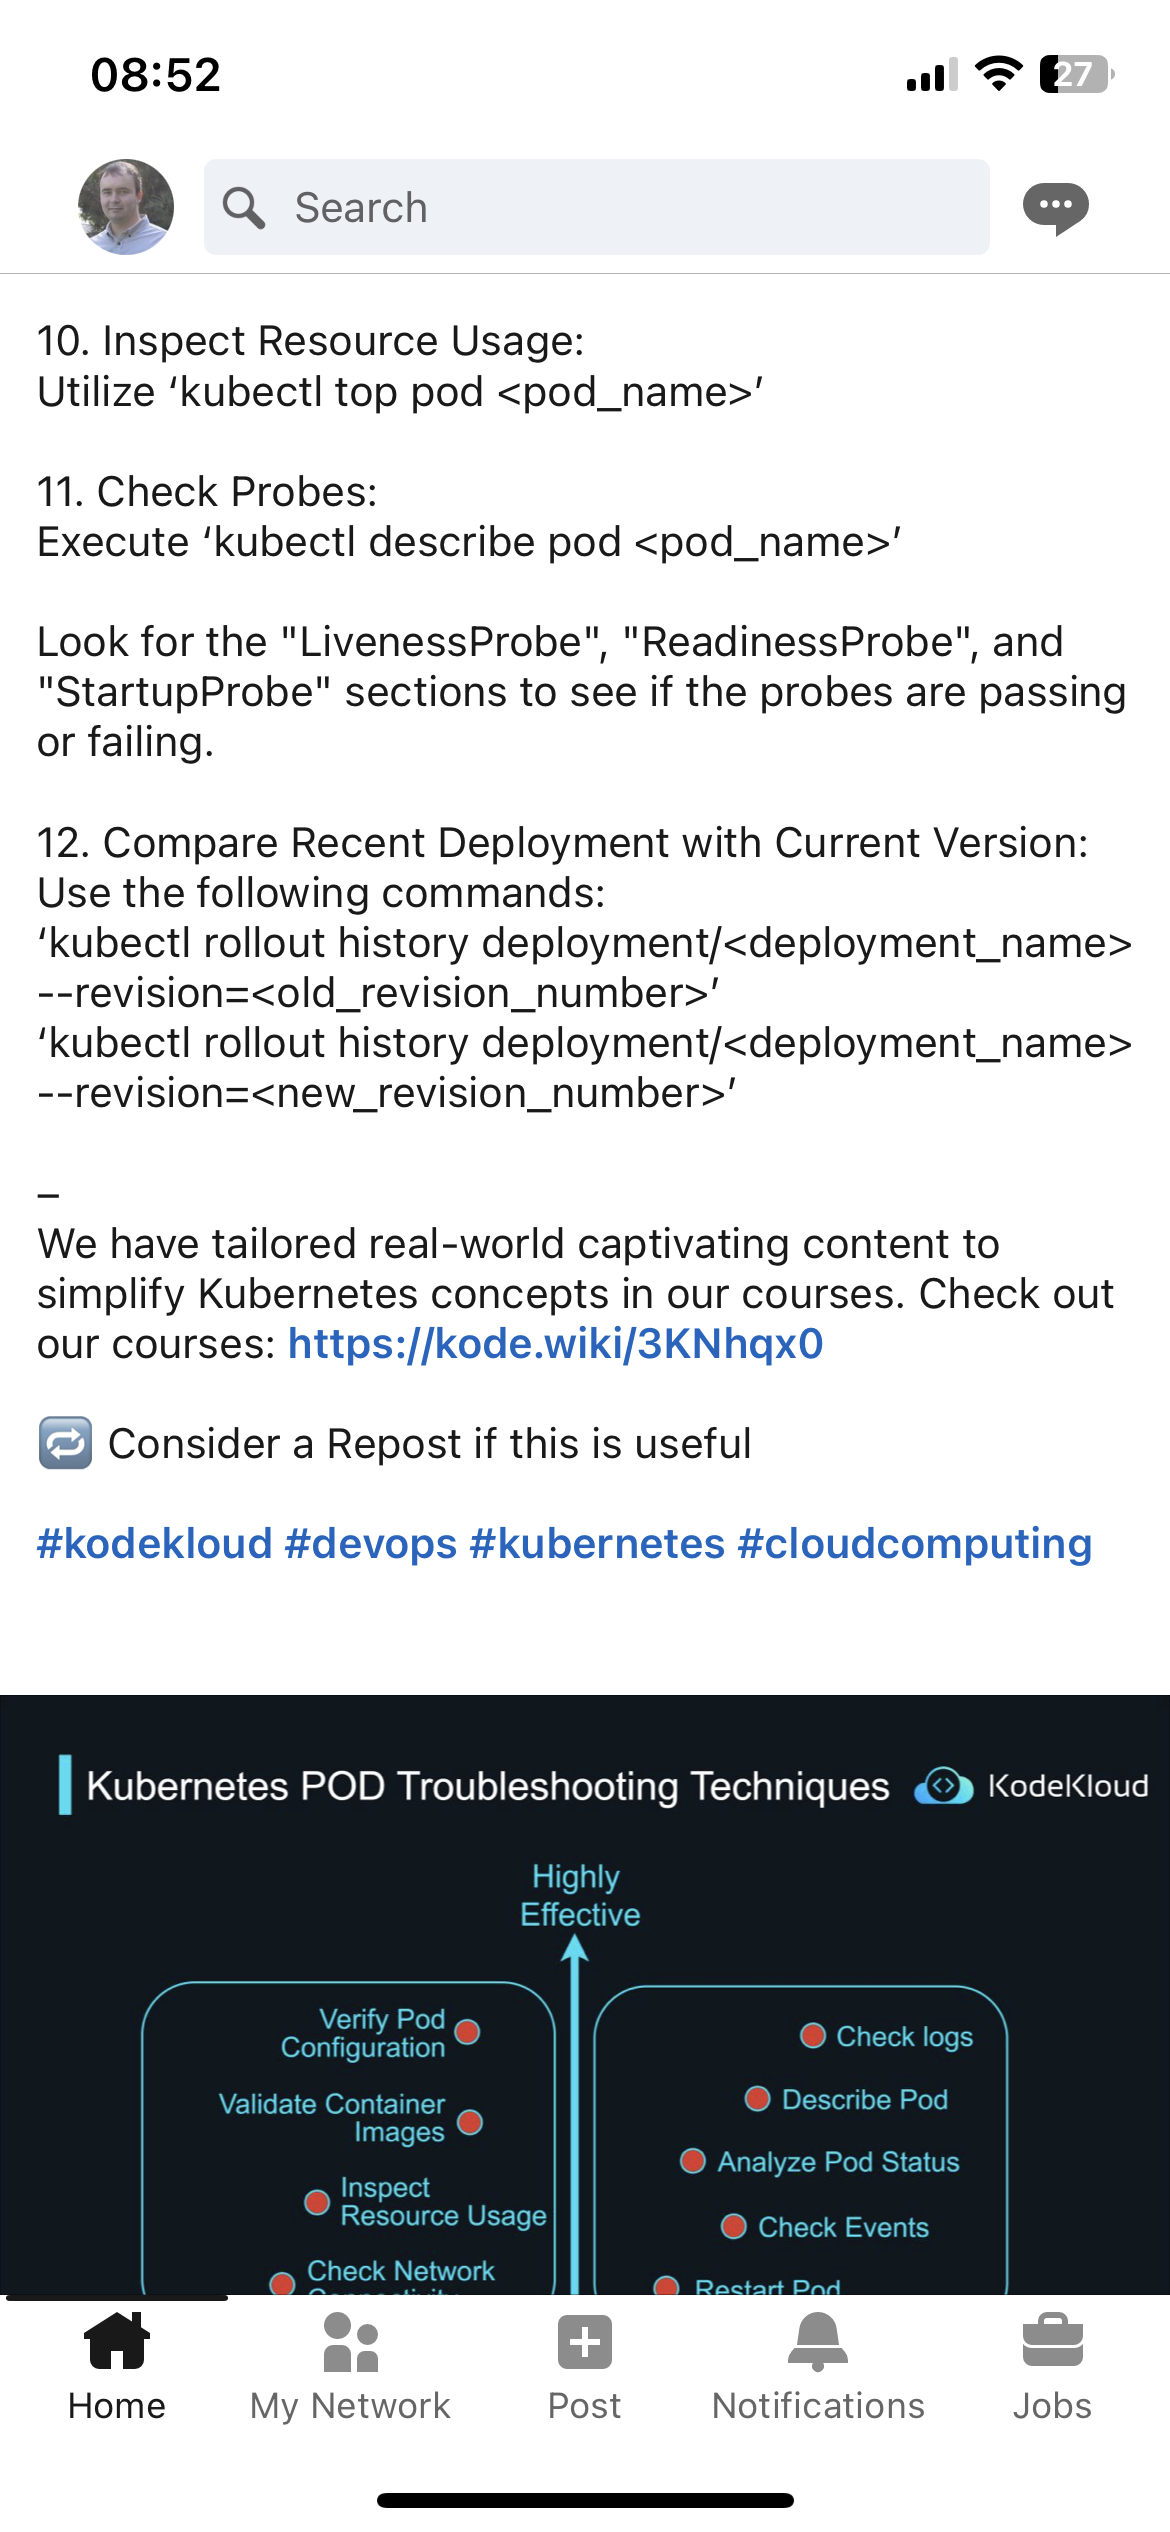 08:52
27
Search
10. Inspect Resource Usage:
Utilize ‘kubectl top pod <pod_name>’
11. Check Probes:
Execute ‘kubectl describe pod <pod_name>’
Look for the "LivenessProbe", "ReadinessProbe", and
"StartupProbe" sections to see if the probes are passing
or failing.
12. Compare Recent Deployment with Current Version:
Use the following commands:
‘kubectl rollout history deployment/<deployment_name>
--revision=<old_revision_number>’
‘kubectl rollout history deployment/<deployment_name>
--revision=<new_revision_number>’
–
We have tailored real-world captivating content to
simplify Kubernetes concepts in our courses. Check out
our courses: https://kode.wiki/3KNhqx0
🔁 Consider a Repost if this is useful
#kodekloud #devops #kubernetes #cloudcomputing
Kubernetes POD Troubleshooting Techniques
KodeKloud
Highly
Effective
Verify Pod
Configuration
Validate Container
Images
Inspect
Resource Usage
Check Network
Check logs
Describe Pod
Analyze Pod Status
Check Events
Restart Pod
Home
My Network
Post
Notifications
Jobs